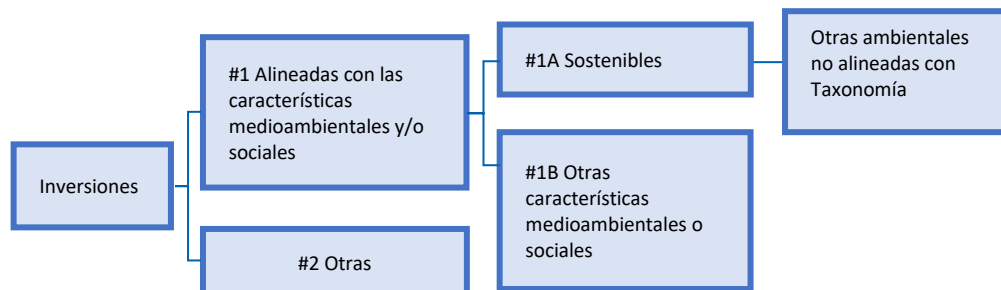 Inversiones
#1 Alineadas con las
características
medioambientales y/o
sociales
#2 Otras
#1A Sostenibles
#1B Otras
características
medioambientales o
sociales
Otras ambientales
no alineadas con
Taxonomía